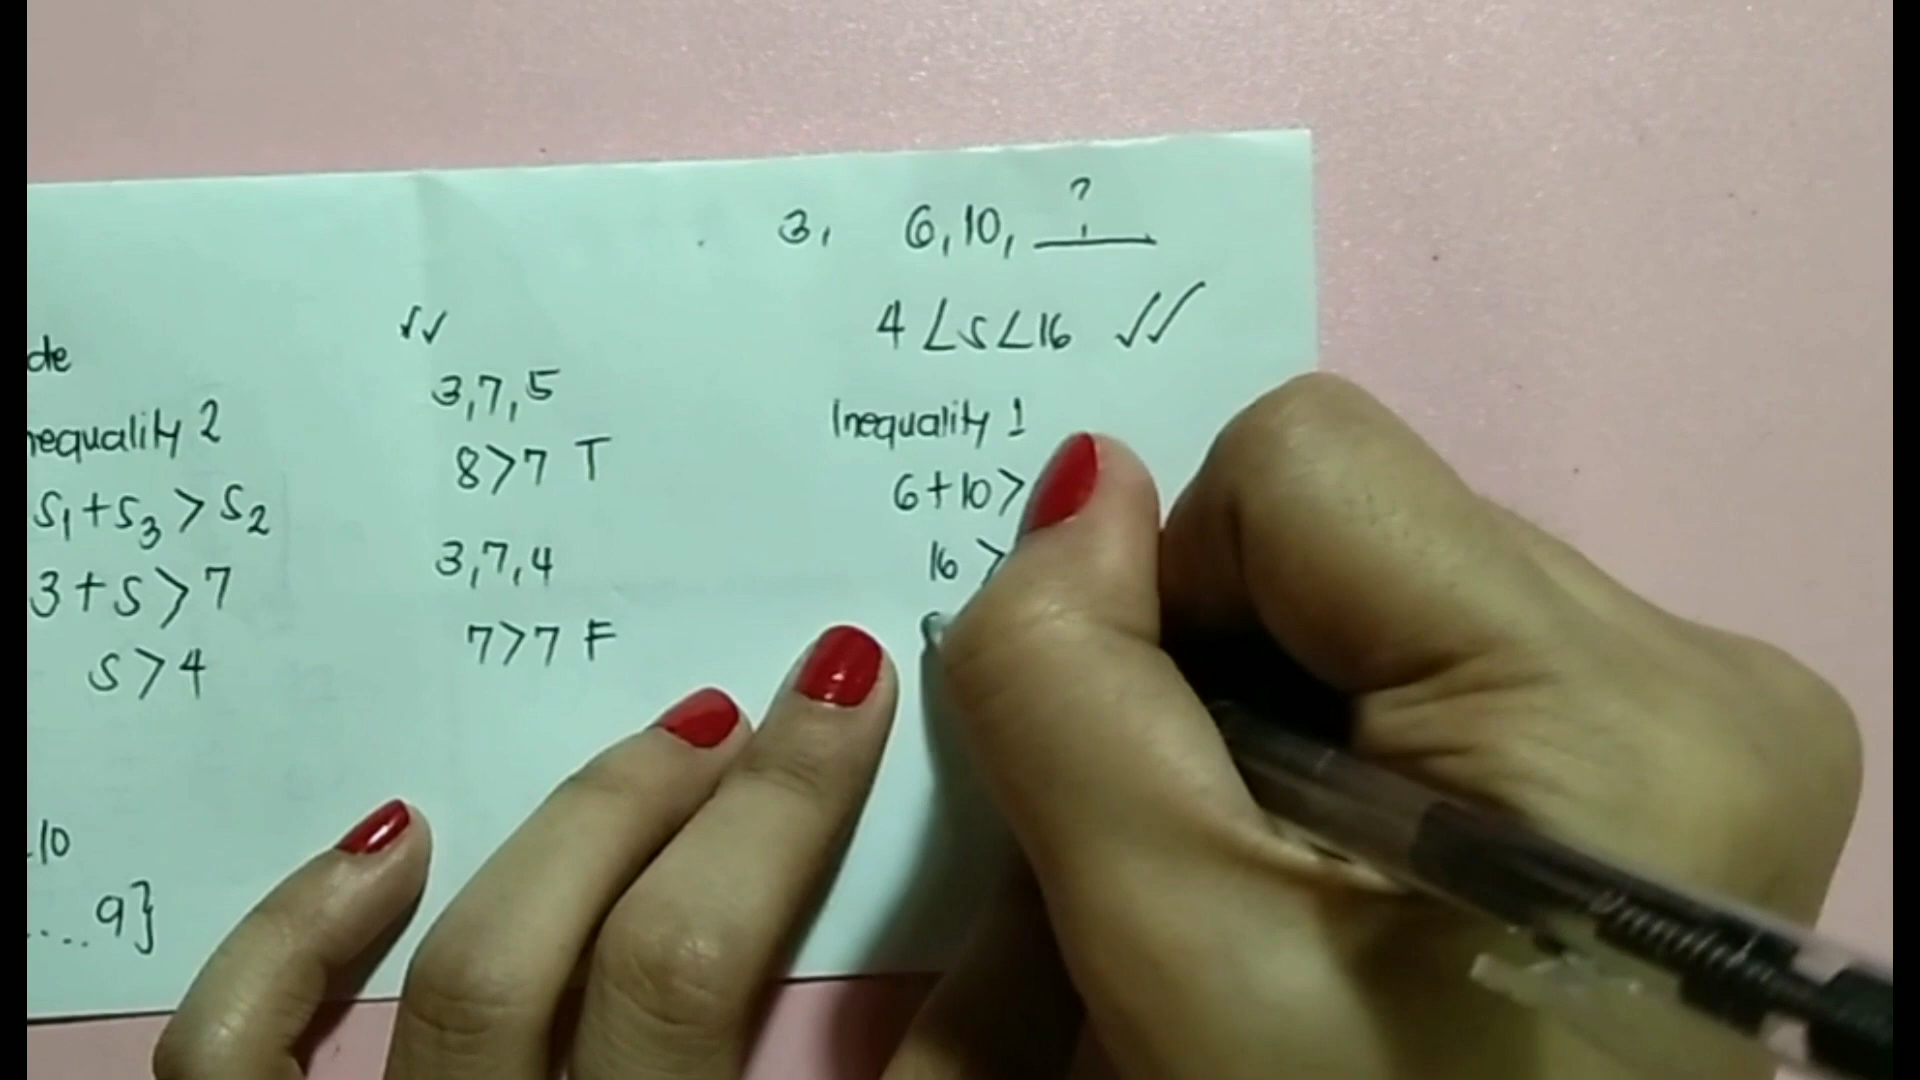 de
nequality 2
S₁+S₃ > S₂
3+s>7
s>4
10
...9}
√√
3,7,5
8>7 T
3,7,4
7>7 F
3, 6,10, ?
4<s<16 √√
Inequality 1
6+10>
16 >